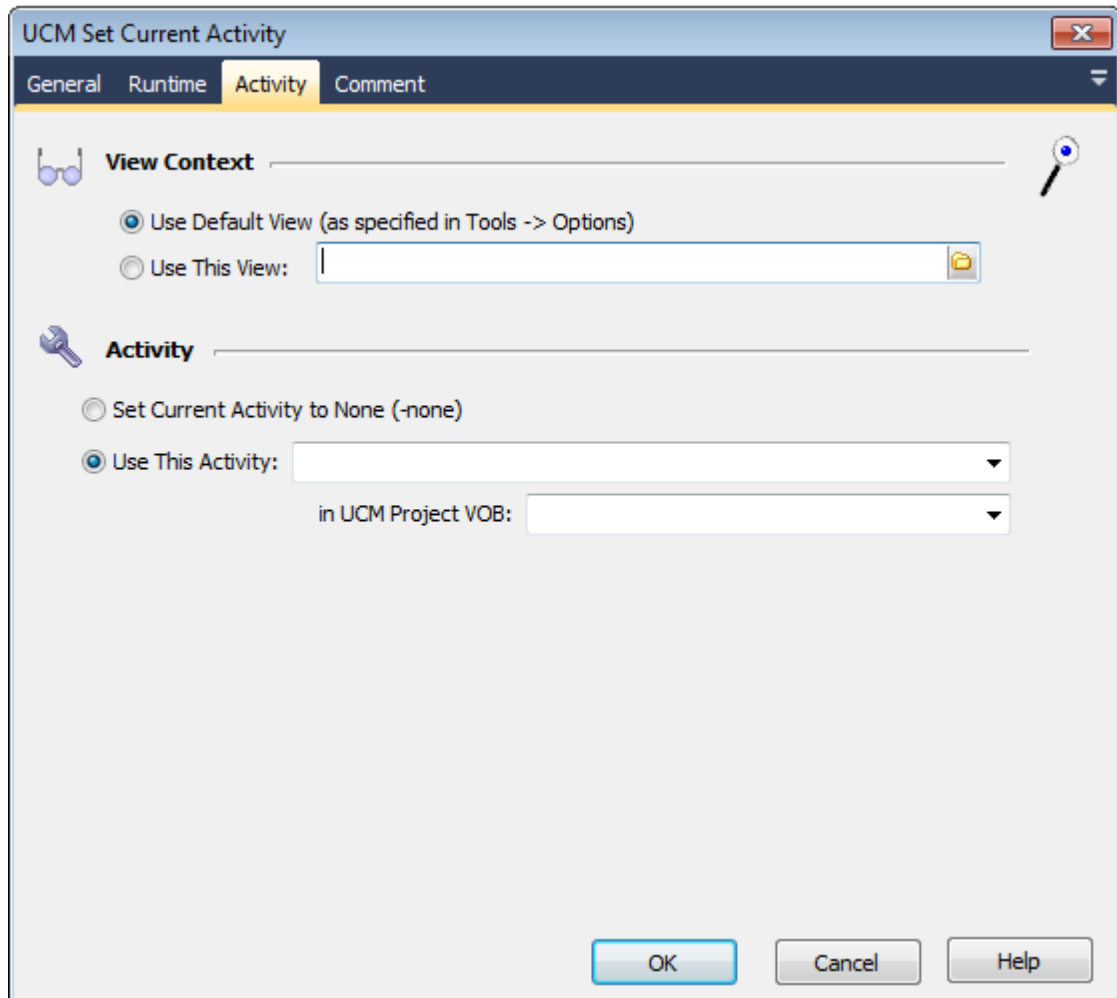 UCM Set Current Activity
General Runtime Activity Comment
View Context
Use Default View (as specified in Tools -> Options)
Use This View:
Activity
Set Current Activity to None (-none)
Use This Activity:
in UCM Project VOB:
OK Cancel Help